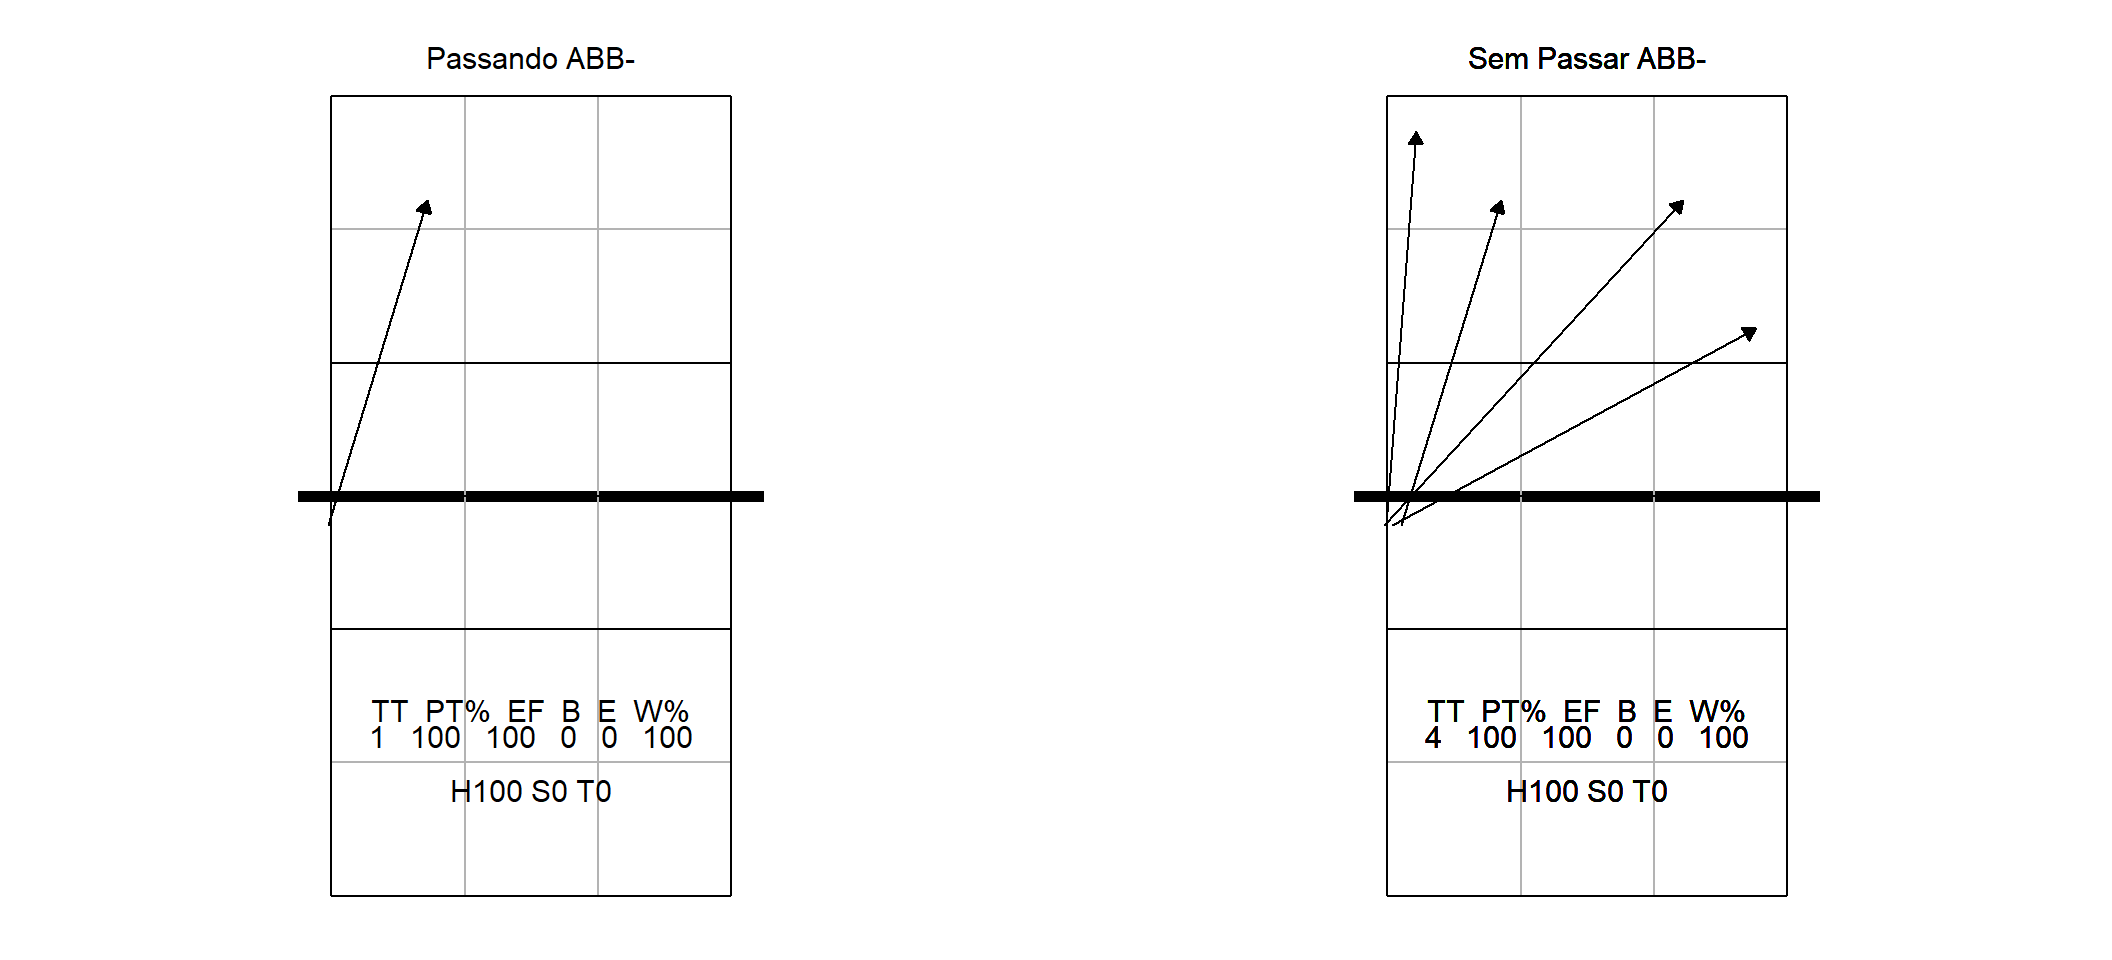 Passando ABB-
TT PT% EF B E W%
1 100 100 0 0 100
H100 S0 T0
Sem Passar ABB-
TT PT% EF B E W%
4 100 100 0 0 100
H100 S0 T0